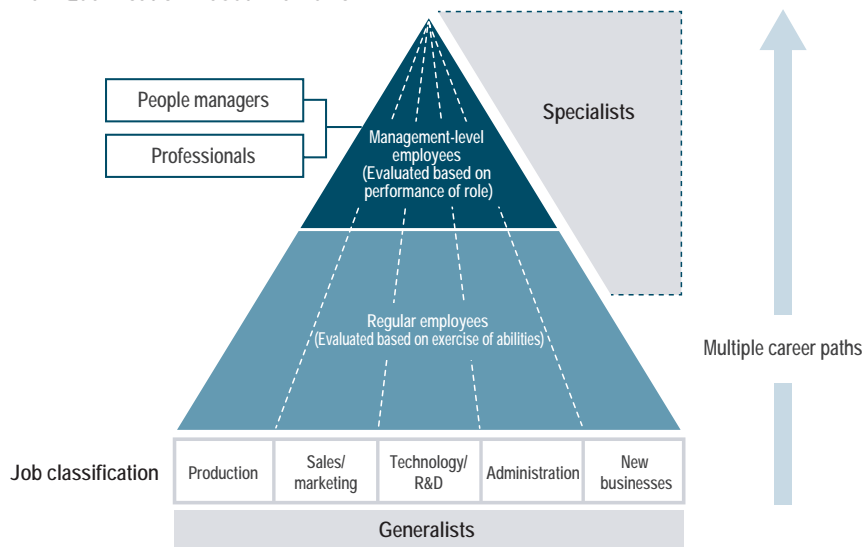 People managers
Professionals
Specialists
Management-level
employees
(Evaluated based on
performance of role)
Regular employees
(Evaluated based on exercise of abilities)
Multiple career paths
Job classification
Production
Sales/
marketing
Technology/
R&D
Administration
New
businesses
Generalists